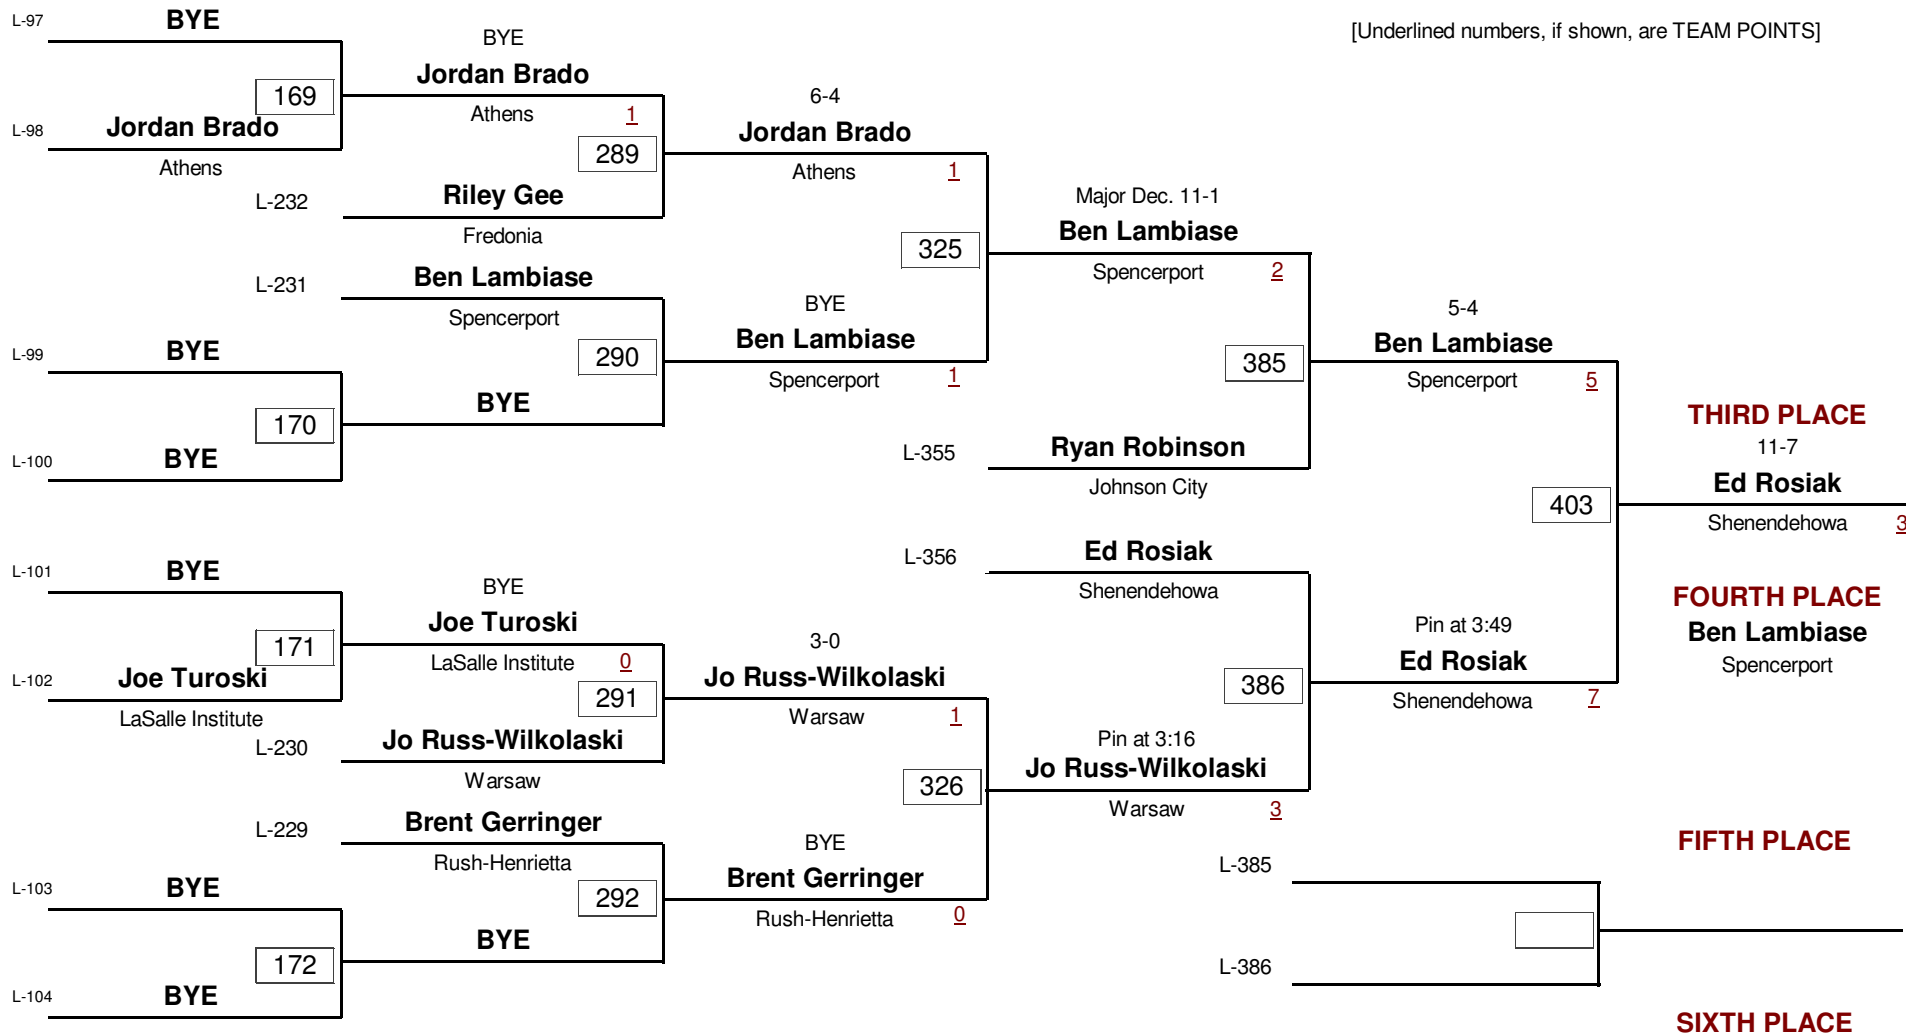 L-97
BYE
[Underlined numbers, if shown, are TEAM POINTS]
BYE
Jordan Brado
169
Athens
1
L-98
Jordan Brado
Athens
6-4
Jordan Brado
289
Athens
1
L-232
Riley Gee
Fredonia
Major Dec. 11-1
Ben Lambiase
325
Spencerport
2
L-231
Ben Lambiase
Spencerport
BYE
Ben Lambiase
290
Spencerport
1
L-99
BYE
170
BYE
L-100
BYE
5-4
Ben Lambiase
385
Spencerport
5
L-355
Ryan Robinson
Johnson City
THIRD PLACE
11-7
Ed Rosiak
403
Shenendehowa
3
L-356
Ed Rosiak
Shenendehowa
FOURTH PLACE
Ben Lambiase
Spencerport
L-101
BYE
BYE
Joe Turoski
171
LaSalle Institute
0
L-102
Joe Turoski
LaSalle Institute
3-0
Jo Russ-Wilkolaski
291
Warsaw
1
Pin at 3:49
Ed Rosiak
386
Shenendehowa
7
L-230
Jo Russ-Wilkolaski
Warsaw
Pin at 3:16
Jo Russ-Wilkolaski
326
Warsaw
3
L-229
Brent Gerringer
Rush-Henrietta
BYE
Brent Gerringer
292
Rush-Henrietta
0
L-103
BYE
172
BYE
L-104
BYE
FIFTH PLACE
L-385
L-386
SIXTH PLACE